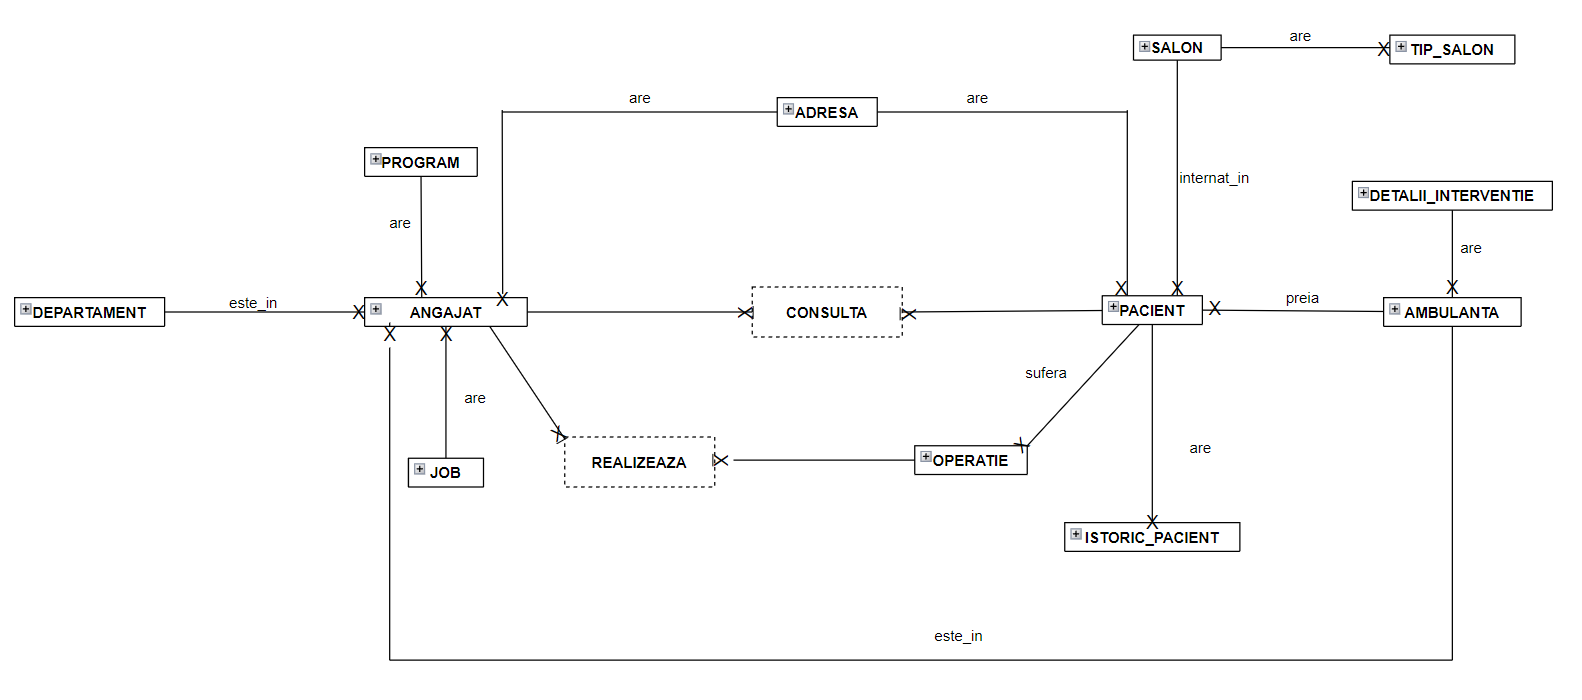 SALON
are
TIP_SALON
are
ADRESA
are
PROGRAM
internat_in
DETALII_INTERVENTIE
are
are
DEPARTAMENT
este_in
ANGAJAT
CONSULTA
PACIENT
preia
AMBULANTA
sufera
are
are
JOB
REALIZEAZA
OPERATIE
ISTORIC_PACIENT
este_in